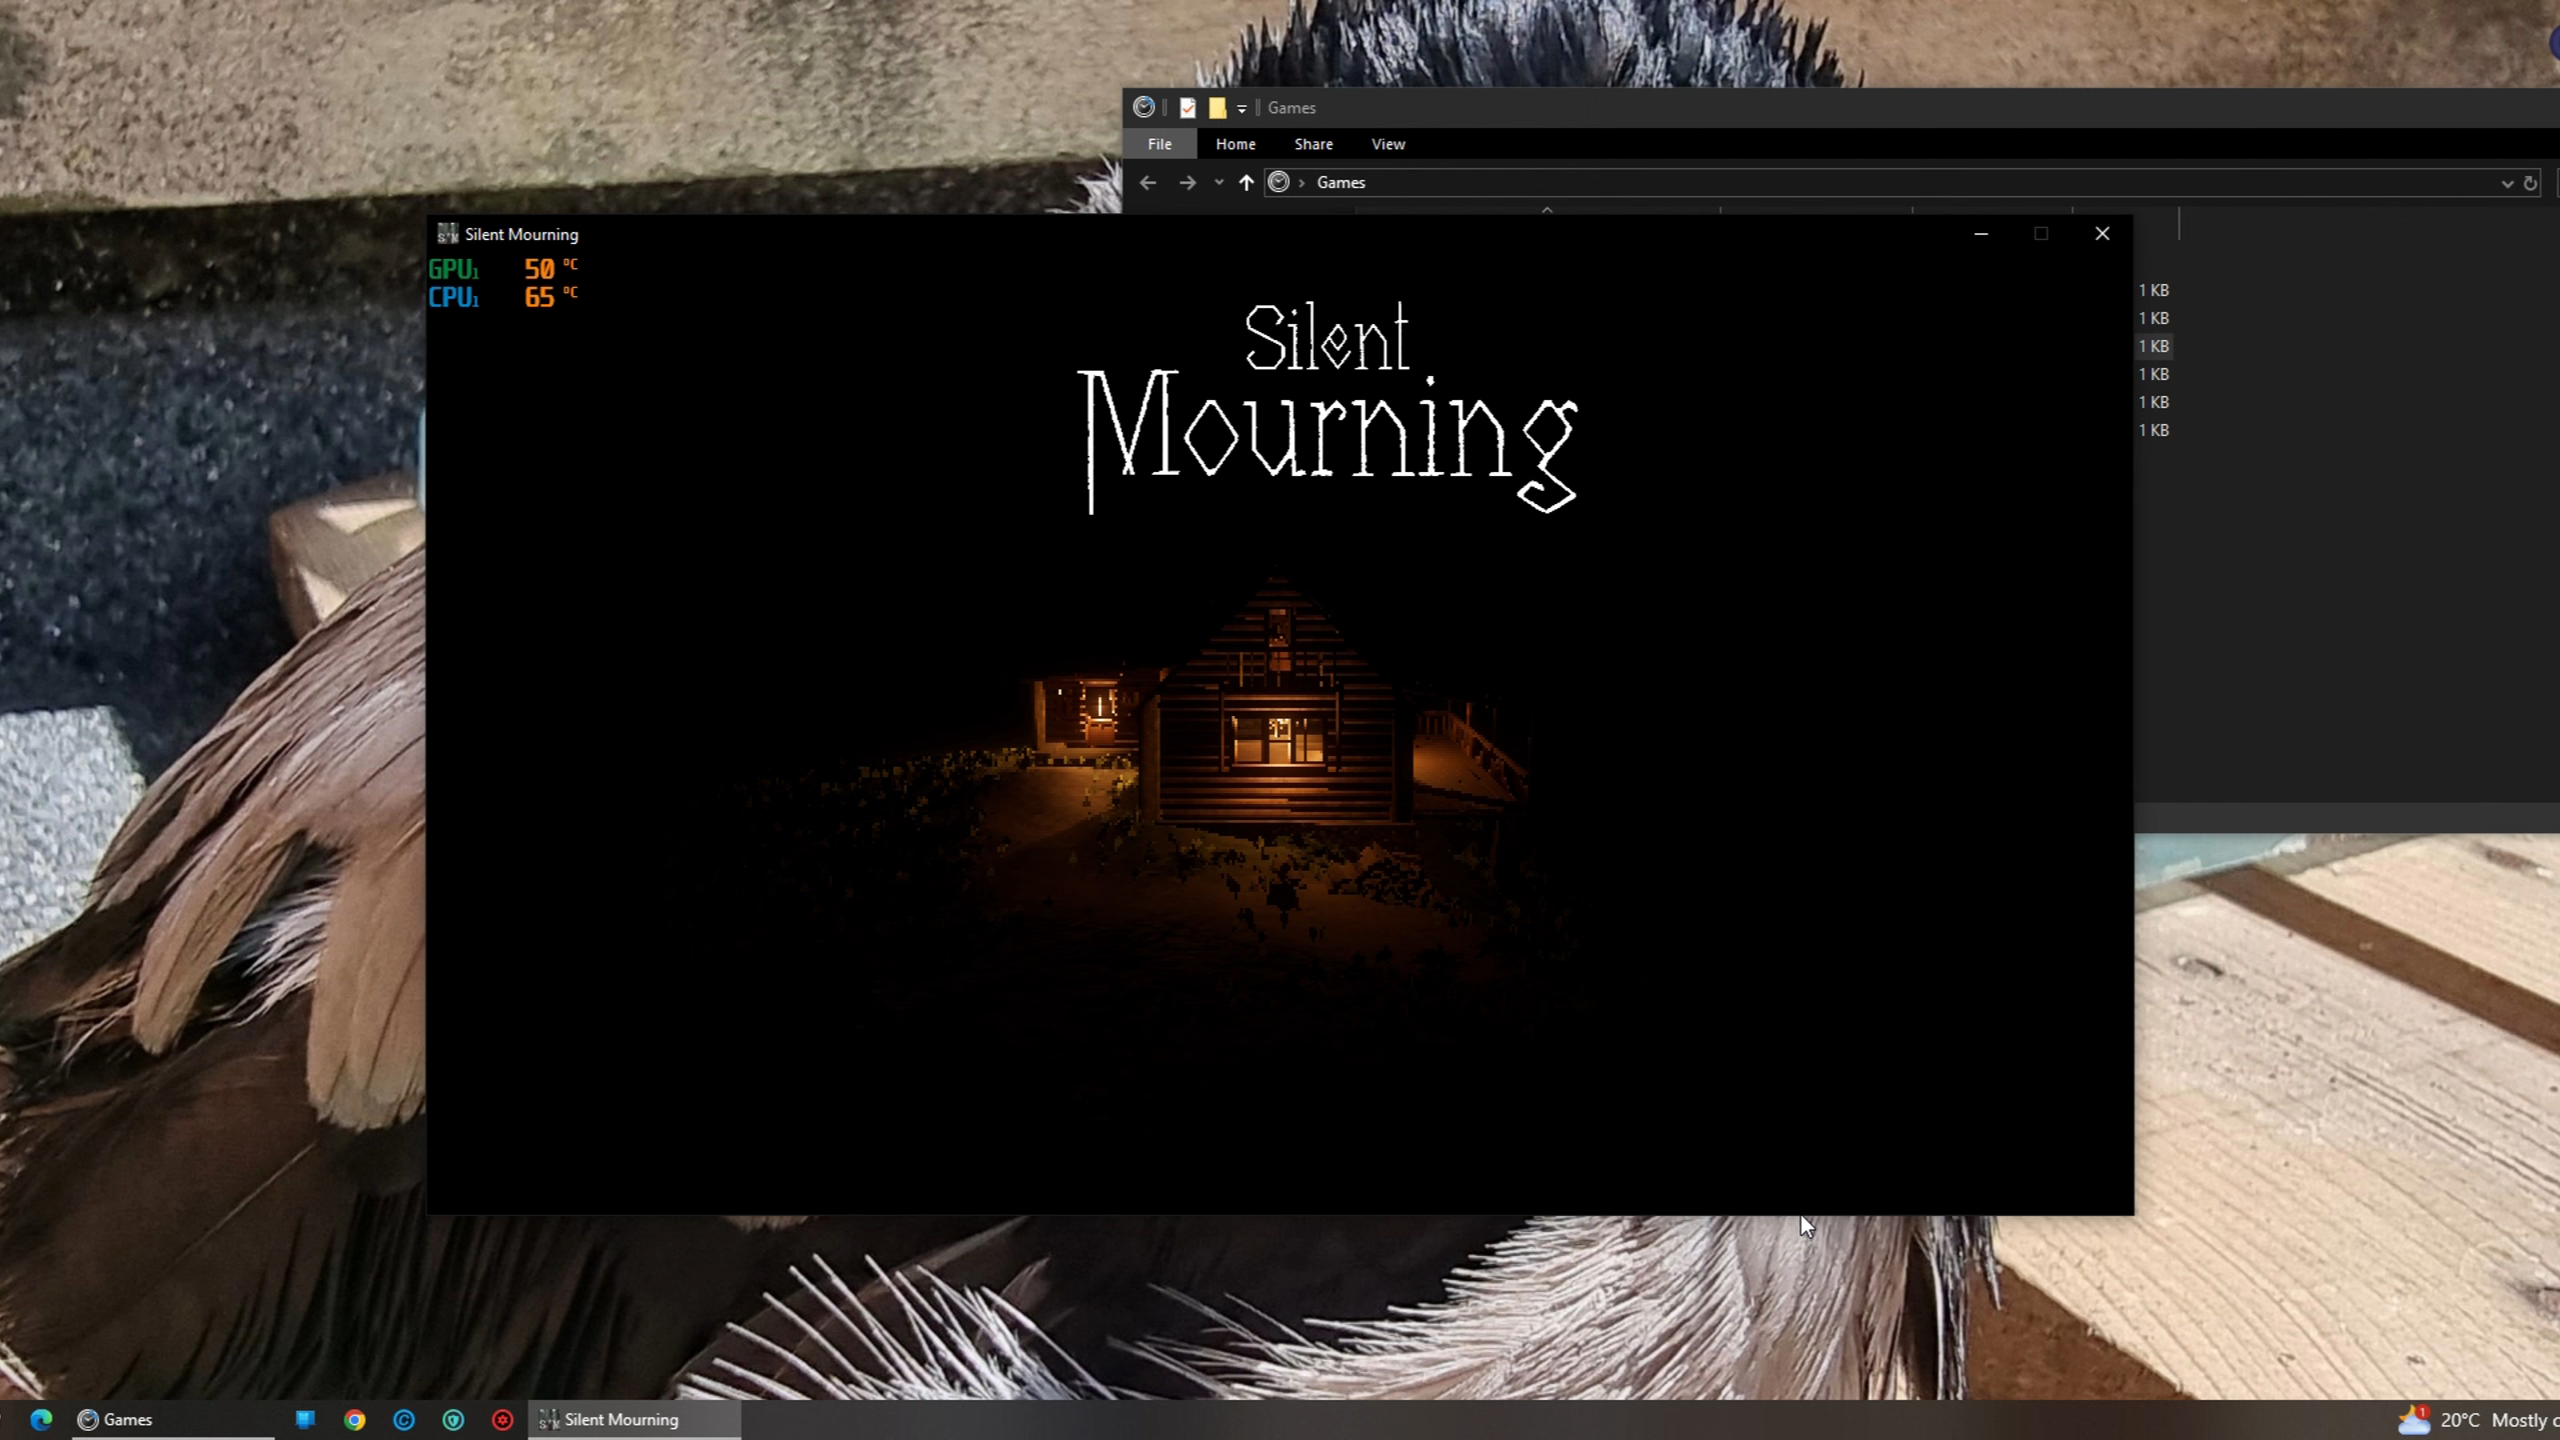 Games
File Home Share View
Games
Silent Mourning
GPU1 50 °C
CPU1 65 °C
Silent
Mourning
1 KB
1 KB
1 KB
1 KB
1 KB
1 KB
Games
Silent Mourning
1
20°C Mostly c